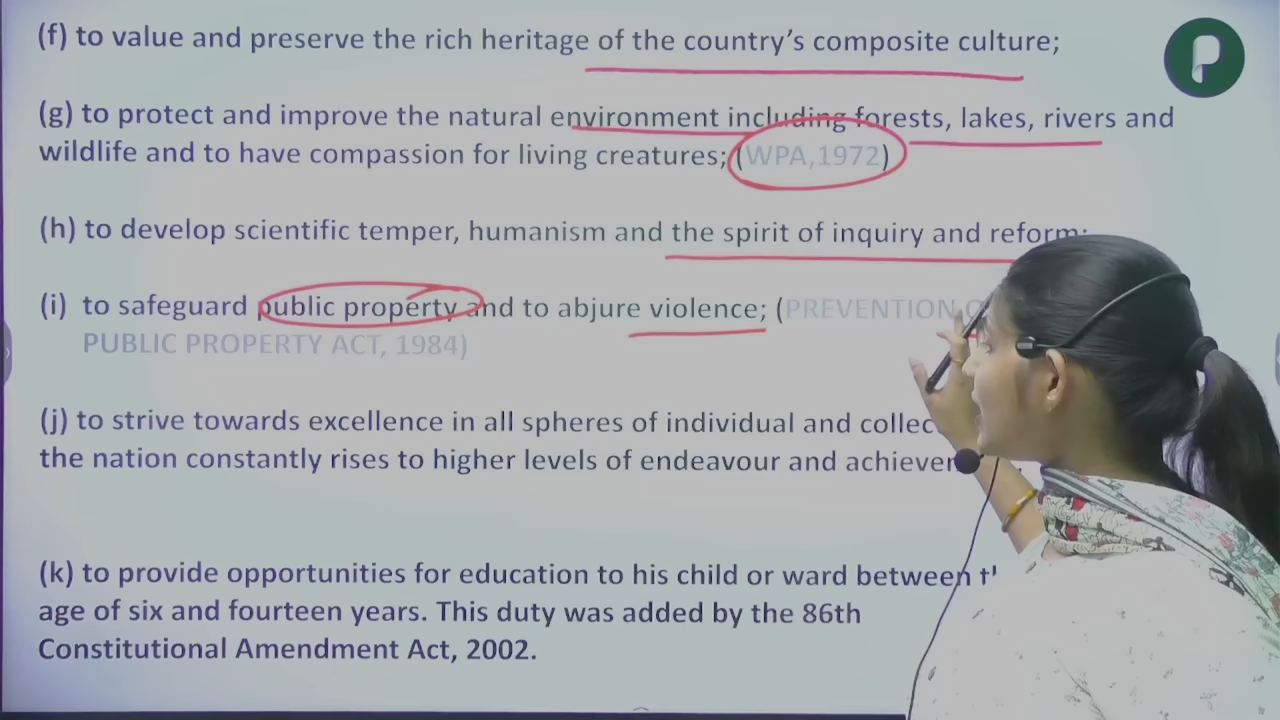 (f) to value and preserve the rich heritage of the country's composite culture;
(g) to protect and improve the natural environment including forests, lakes, rivers and
wildlife and to have compassion for living creatures; (WPA,1972)
(h) to develop scientific temper, humanism and the spirit of inquiry and reform;
(i) to safeguard public property and to abjure violence; (PREVENTION
PUBLIC PROPERTY ACT, 1984)
(j) to strive towards excellence in all spheres of individual and
the nation constantly rises to higher levels of endeavour and
(k) to provide opportunities for education to his child or ward between
age of six and fourteen years. This duty was added by the 86th
Constitutional Amendment Act, 2002.